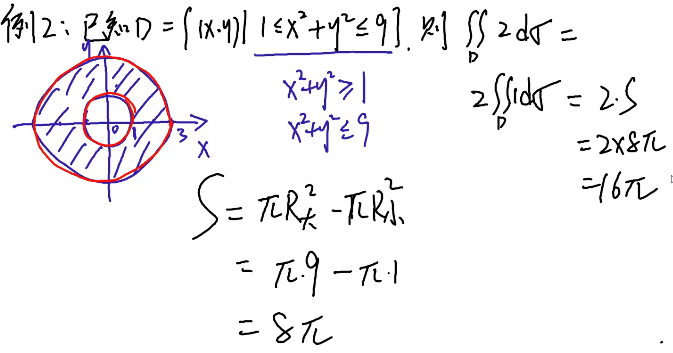 例2：已知D={(x,y)| 1≤x²+y²≤9}，则∬_D 2dσ=
x²+y²≥1
x²+y²≤9
y
0 1 3
x
2∬_D 1dσ = 2·S
=2×8π
=16π
S = πR大² - πR小²
= π·9 - π·1
= 8π